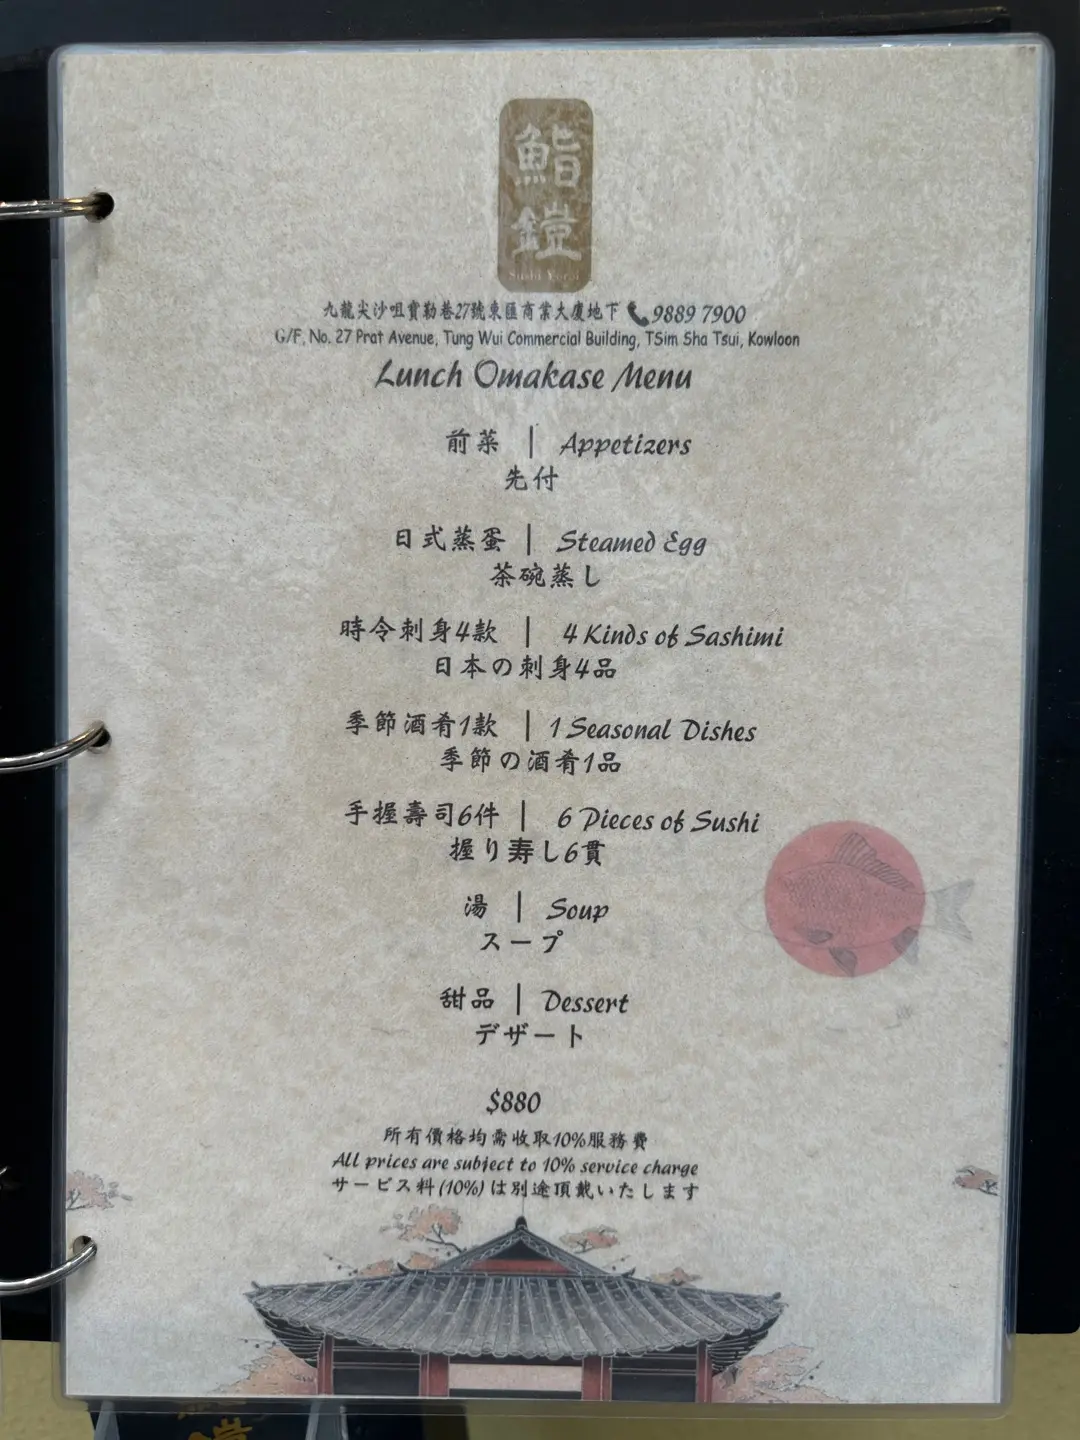 鮨
鎧
Sushi Yoroi
九龍尖沙咀寶勒巷27號東匯商業大廈地下 📞9889 7900
G/F, No. 27 Prat Avenue, Tung Wui Commercial Building, TSim Sha Tsui, Kowloon
Lunch Omakase Menu
前菜 | Appetizers
先付
日式蒸蛋 | Steamed Egg
茶碗蒸し
時令刺身4款 | 4 Kinds of Sashimi
日本の刺身4品
季節酒肴1款 | 1 Seasonal Dishes
季節の酒肴1品
手握壽司6件 | 6 Pieces of Sushi
握り寿し6貫
湯 | Soup
スープ
甜品 | Dessert
デザート
$880
所有價格均需收取10%服務費
All prices are subject to 10% service charge
サービス料(10%)は別途頂戴いたします